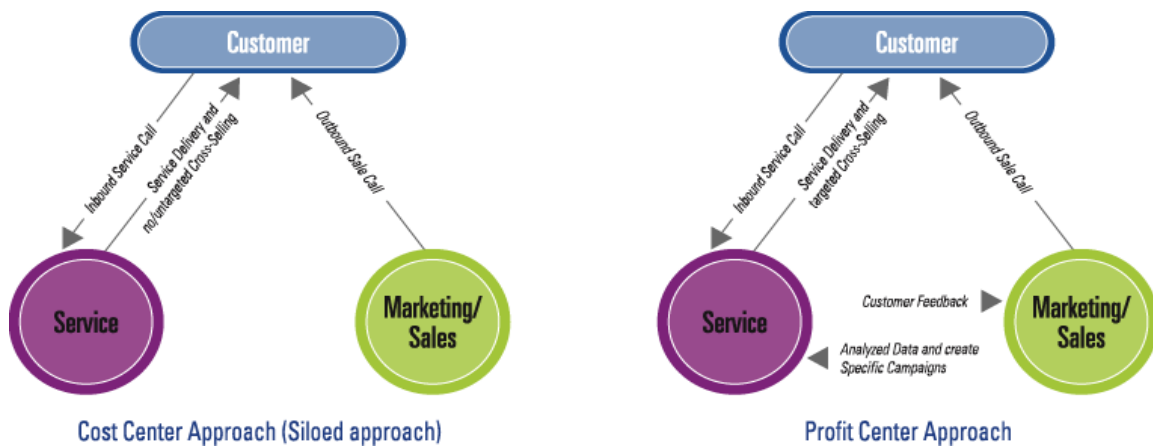 Customer
Inbound Service Call
Service Delivery and
no/untargeted Cross-Selling
Outbound Sale Call
Service
Marketing/
Sales
Cost Center Approach (Siloed approach)
Customer
Inbound Service Call
Service Delivery and
targeted Cross-Selling
Outbound Sale Call
Service
Customer Feedback
Analyzed Data and create
Specific Campaigns
Marketing/
Sales
Profit Center Approach